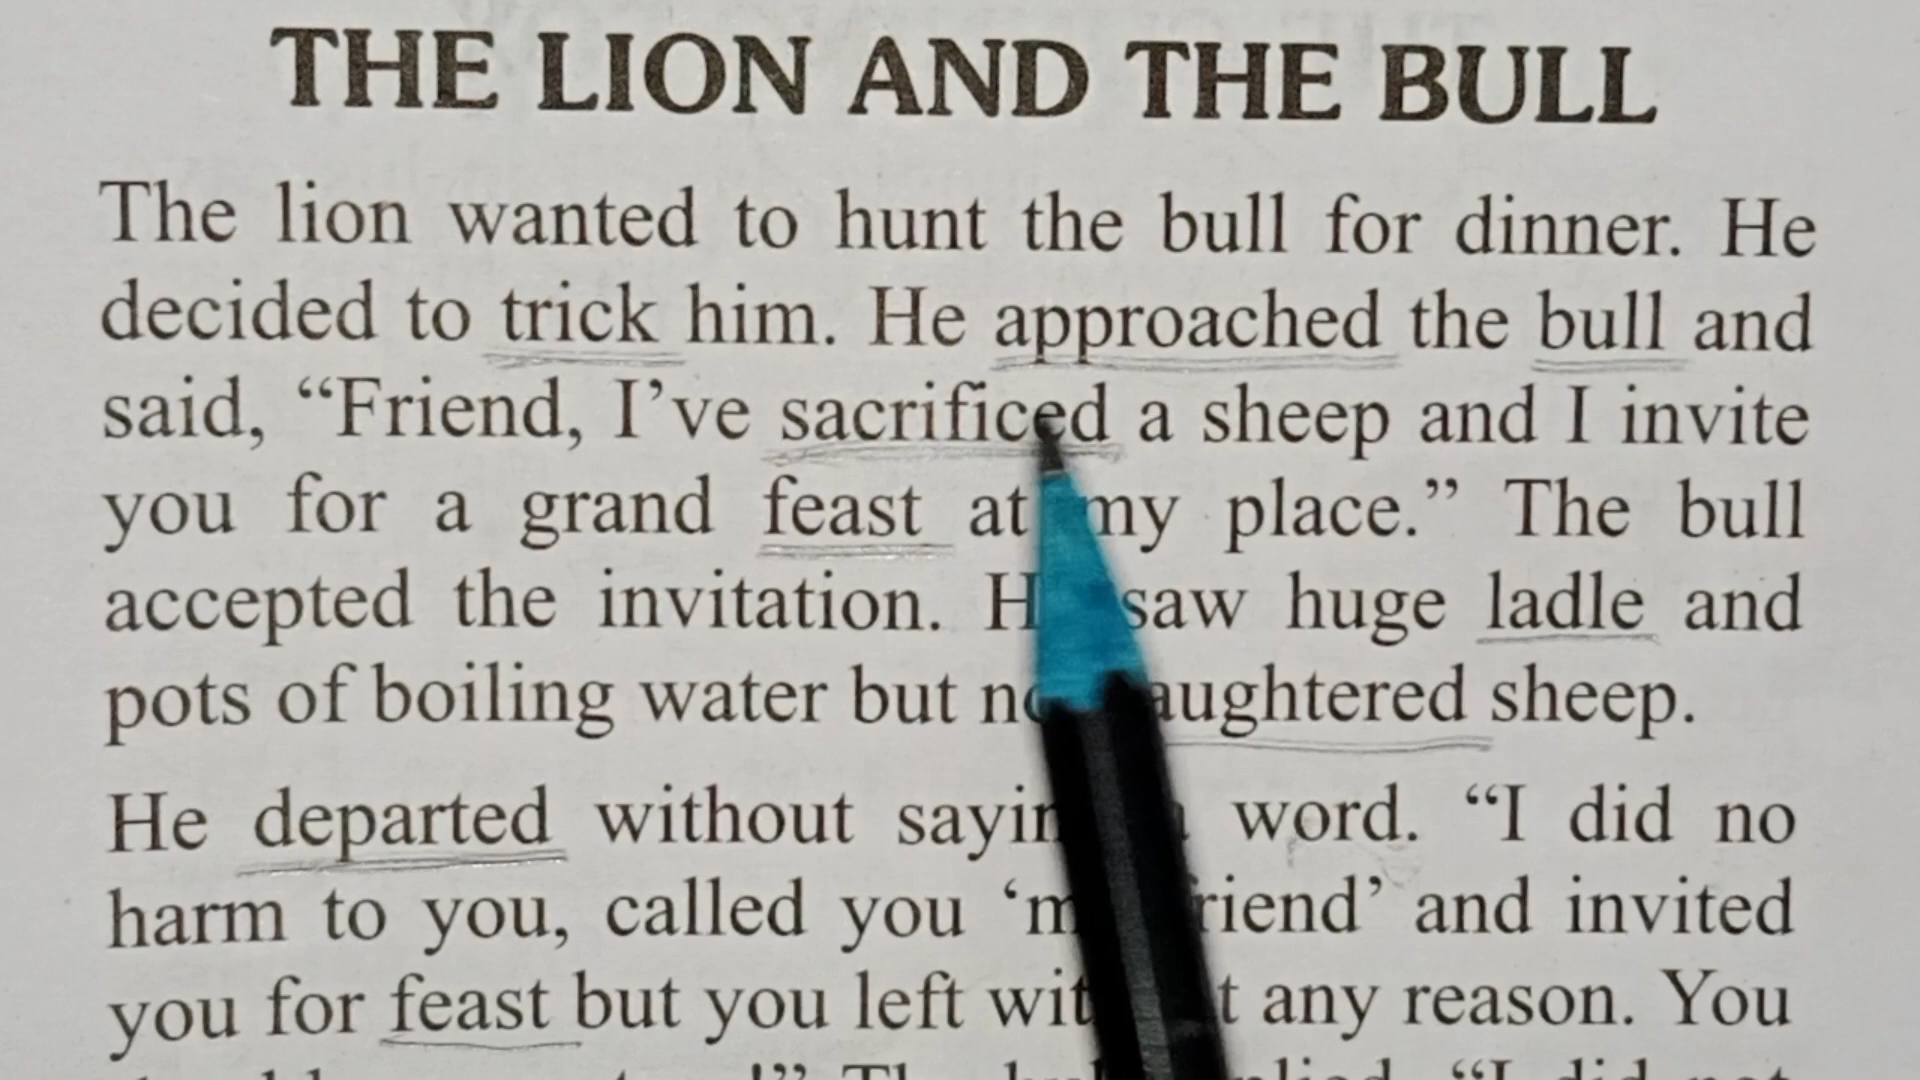 THE LION AND THE BULL
The lion wanted to hunt the bull for dinner. He
decided to trick him. He approached the bull and
said, “Friend, I’ve sacrificed a sheep and I invite
you for a grand feast at my place.” The bull
accepted the invitation. saw huge ladle and
pots of boiling water but sheep.
He departed without word. “I did no
harm to you, called you and invited
you for feast but you left any reason. You
“I did not